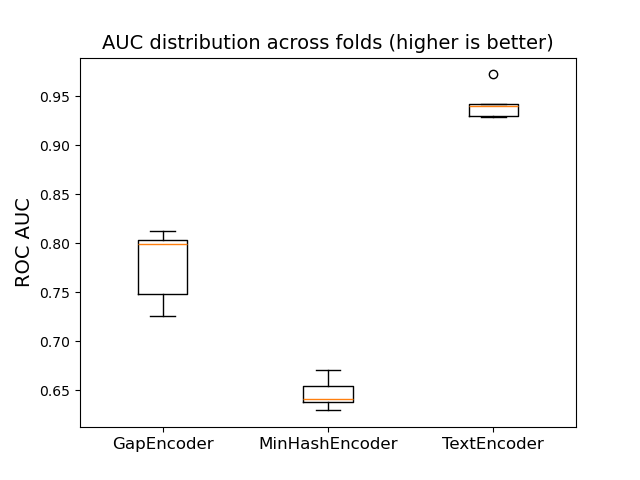 AUC distribution across folds (higher is better)
ROC AUC
0.95
0.90
0.85
0.80
0.75
0.70
0.65
GapEncoder
MinHashEncoder
TextEncoder